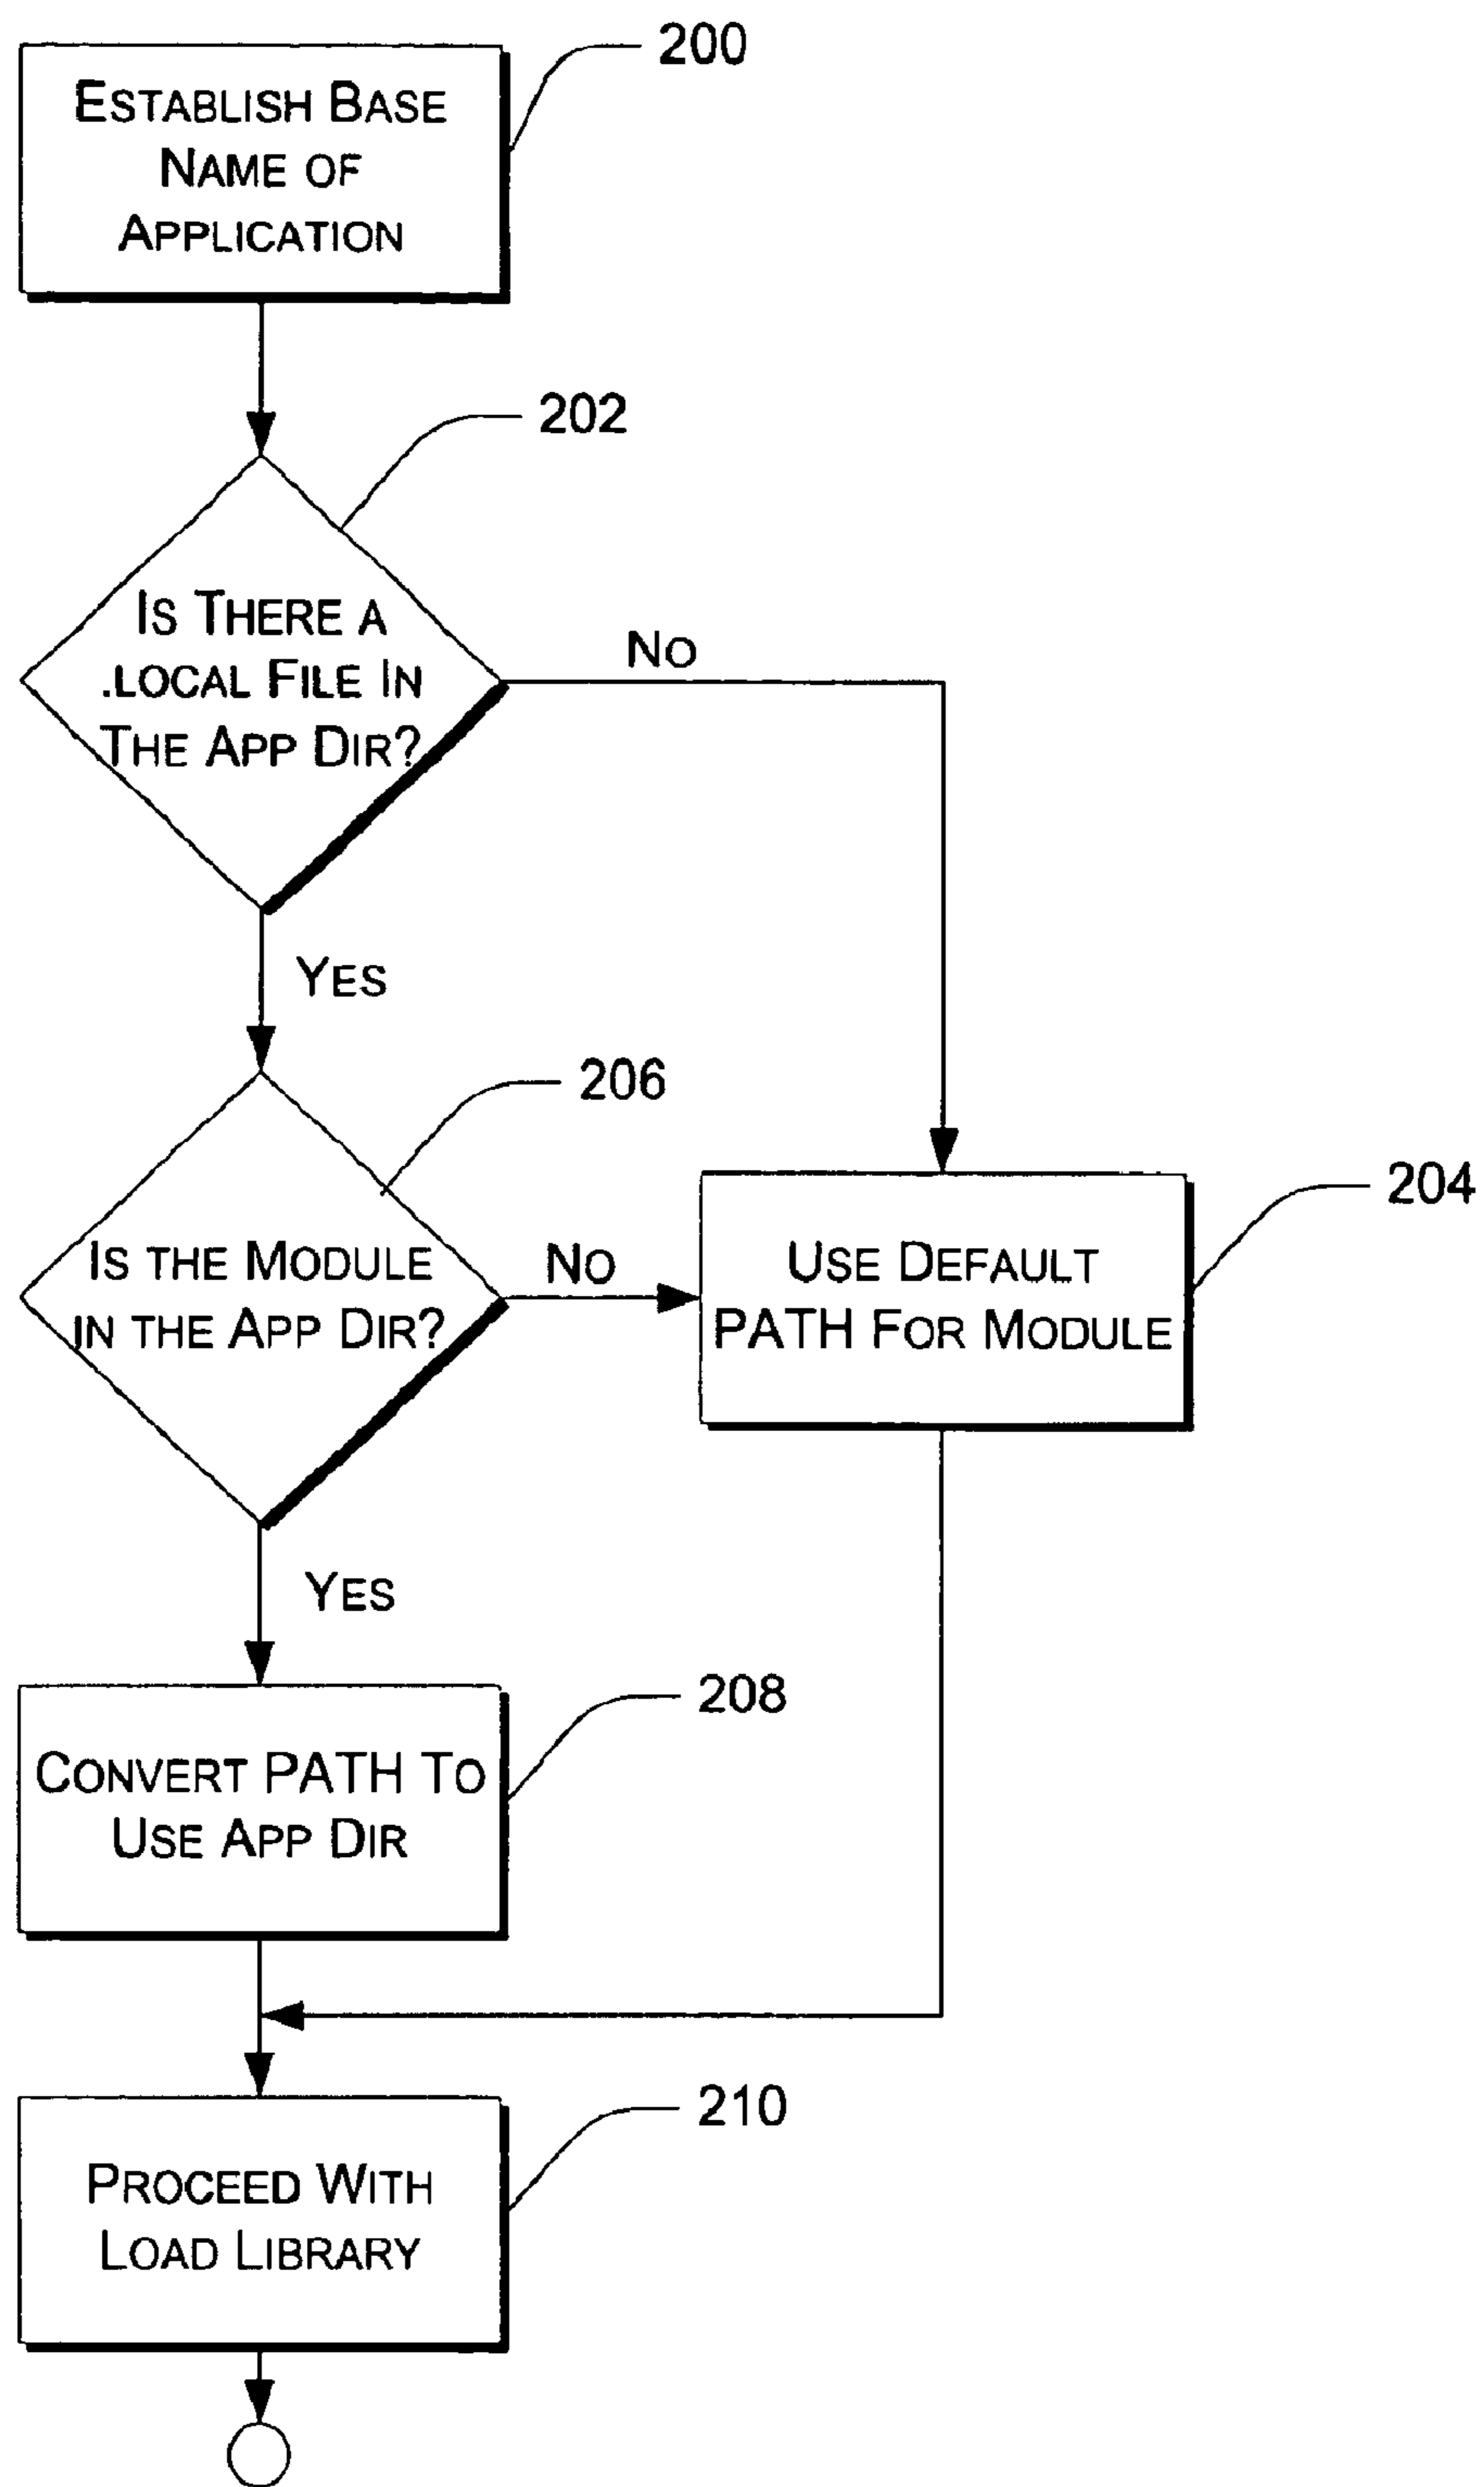 200
ESTABLISH BASE
NAME OF
APPLICATION
202
IS THERE A
.LOCAL FILE IN
THE APP DIR?
NO
YES
206
IS THE MODULE
IN THE APP DIR?
NO
204
USE DEFAULT
PATH FOR MODULE
YES
208
CONVERT PATH TO
USE APP DIR
210
PROCEED WITH
LOAD LIBRARY